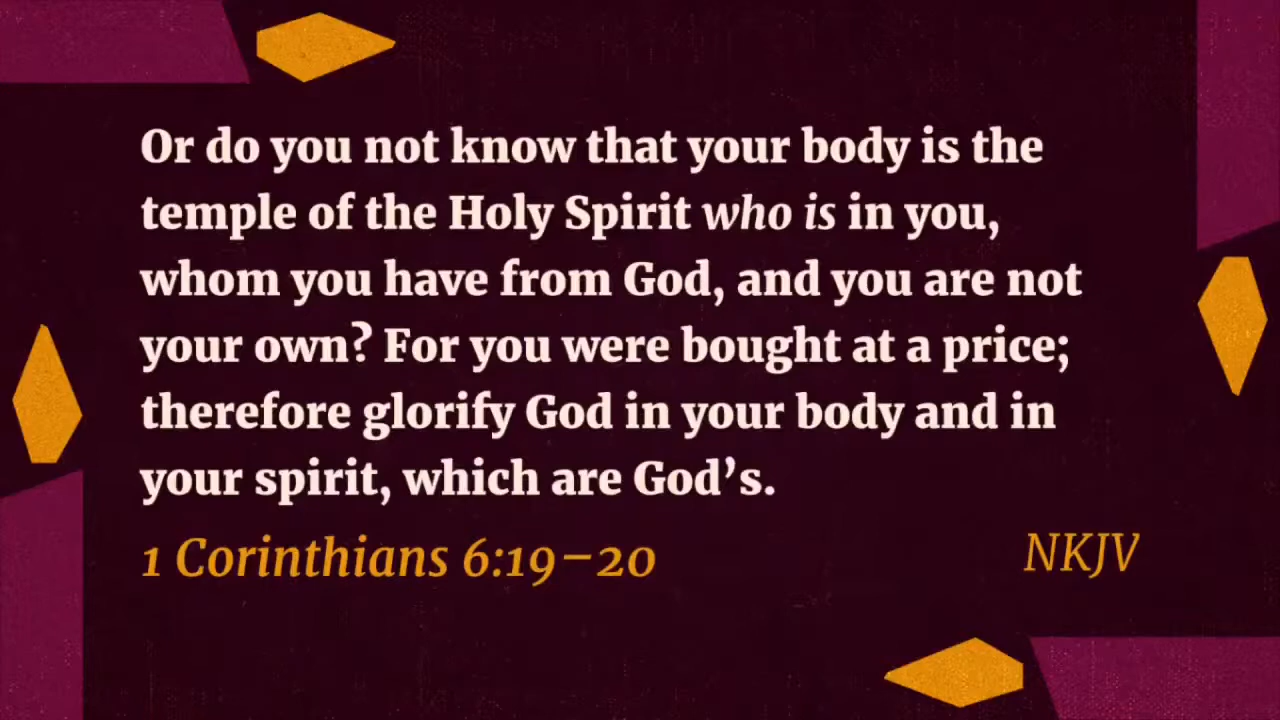 Or do you not know that your body is the
temple of the Holy Spirit who is in you,
whom you have from God, and you are not
your own? For you were bought at a price;
therefore glorify God in your body and in
your spirit, which are God’s.
1 Corinthians 6:19–20
NKJV